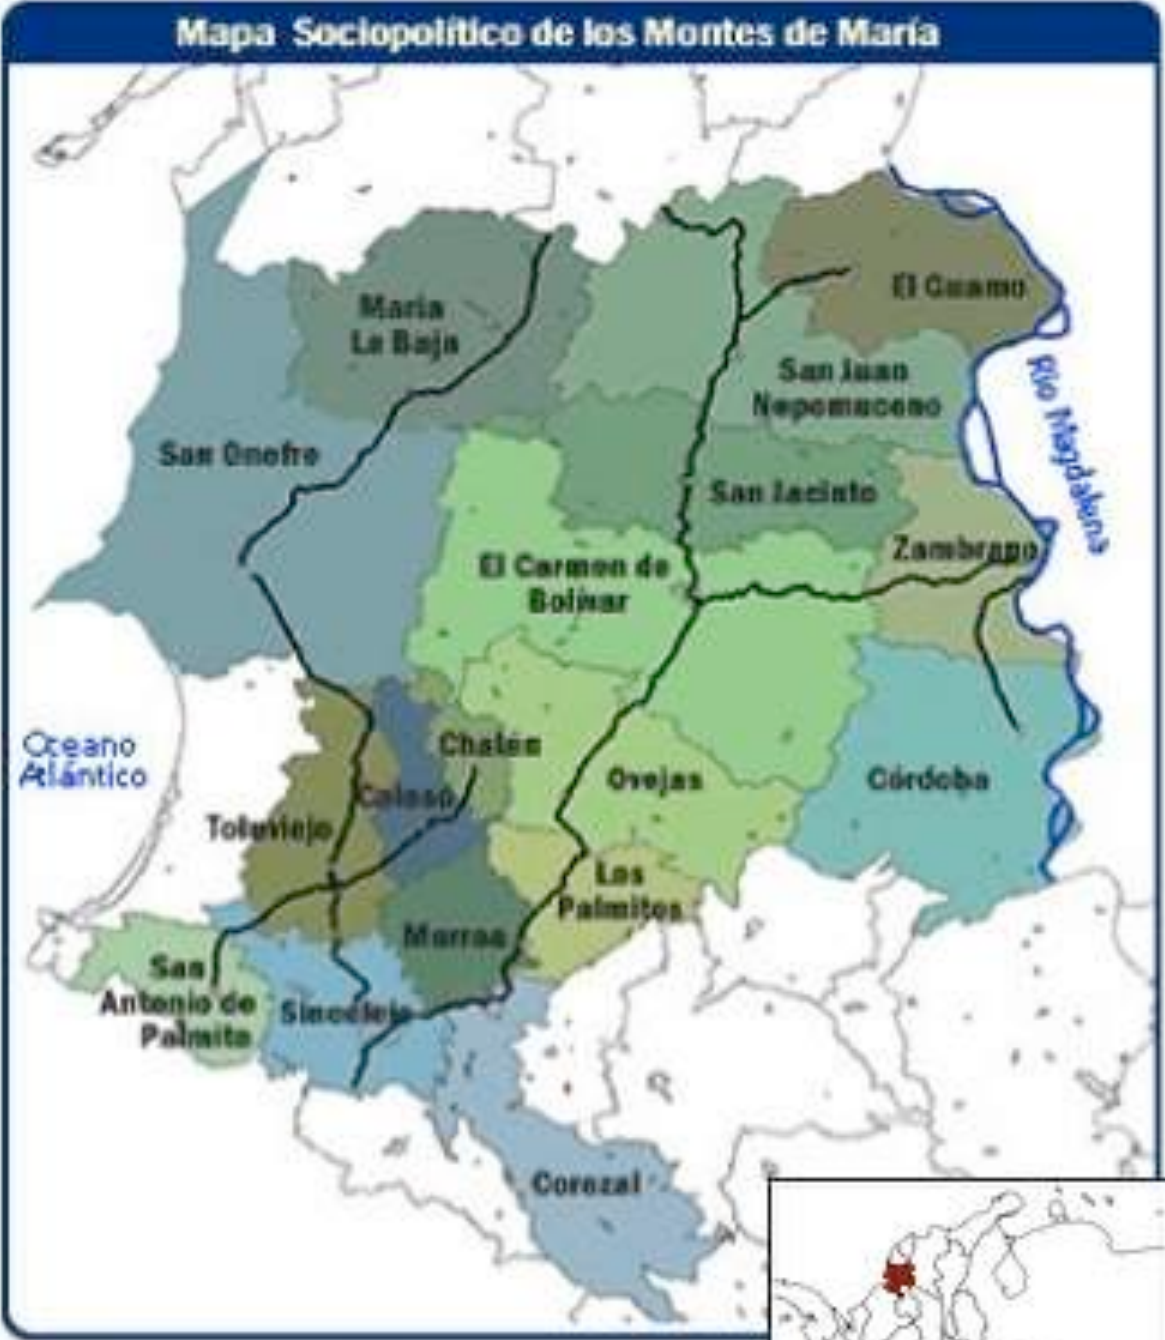 Mapa Sociopolítico de los Montes de María
El Guamo
Maria
La Baja
San Juan
Nepomuceno
Río Magdalena
San Onofre
San Jacinto
Zambrano
El Carmen de
Bolívar
Oceano
Atlántico
Chalán
Ovejas
Córdoba
Colosó
Toluviejo
Los
Palmitos
Morroa
San
Antonio de
Palmito
Sincelejo
Corozal